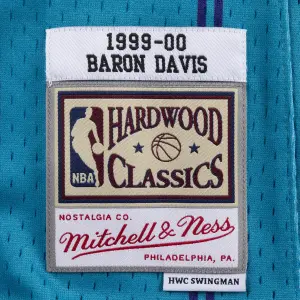 1999-00
BARON DAVIS
HARDWOOD
NBA
CLASSICS
NOSTALGIA CO.
Mitchell & Ness
PHILADELPHIA, PA.
HWC SWINGMAN